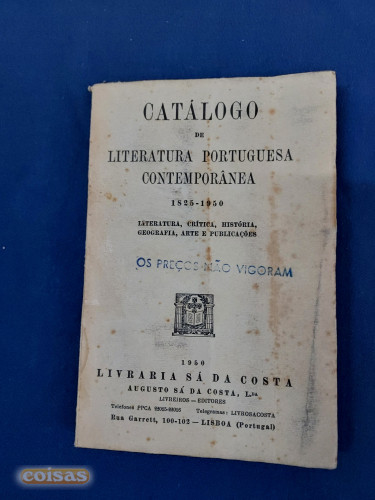 CATÁLOGO
DE
LITERATURA PORTUGUESA
CONTEMPORÂNEA
1825-1950
LITERATURA, CRÍTICA, HISTÓRIA,
GEOGRAFIA, ARTE E PUBLICAÇÕES
OS PREÇOS NÃO VIGORAM
1950
LIVRARIA SÁ DA COSTA
AUGUSTO SÁ DA COSTA, L.da
LIVREIROS — EDITORES
Telefones PPCA Telegramas: LIVROSACOSTA
Rua Garrett, 100-102 — LISBOA (Portugal)
coisas